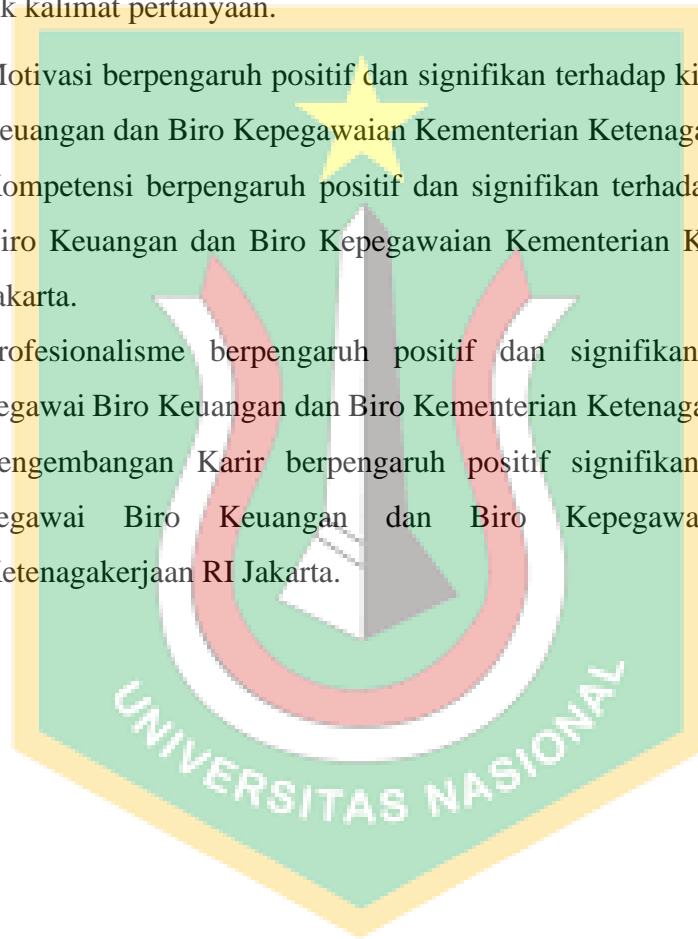 k kalimat pertanyaan.
Motivasi berpengaruh positif dan signifikan terhadap ki
euangan dan Biro Kepegawaian Kementerian Ketenaga
Kompetensi berpengaruh positif dan signifikan terhada
iro Keuangan dan Biro Kepegawaian Kementerian K
akarta.
rofesionalisme berpengaruh positif dan signifikan
egawai Biro Keuangan dan Biro Kementerian Ketenaga
engembangan Karir berpengaruh positif signifikan
egawai Biro Keuangan dan Biro Kepegawa
Ketenagakerjaan RI Jakarta.
UNIVERSITAS NASIONAL